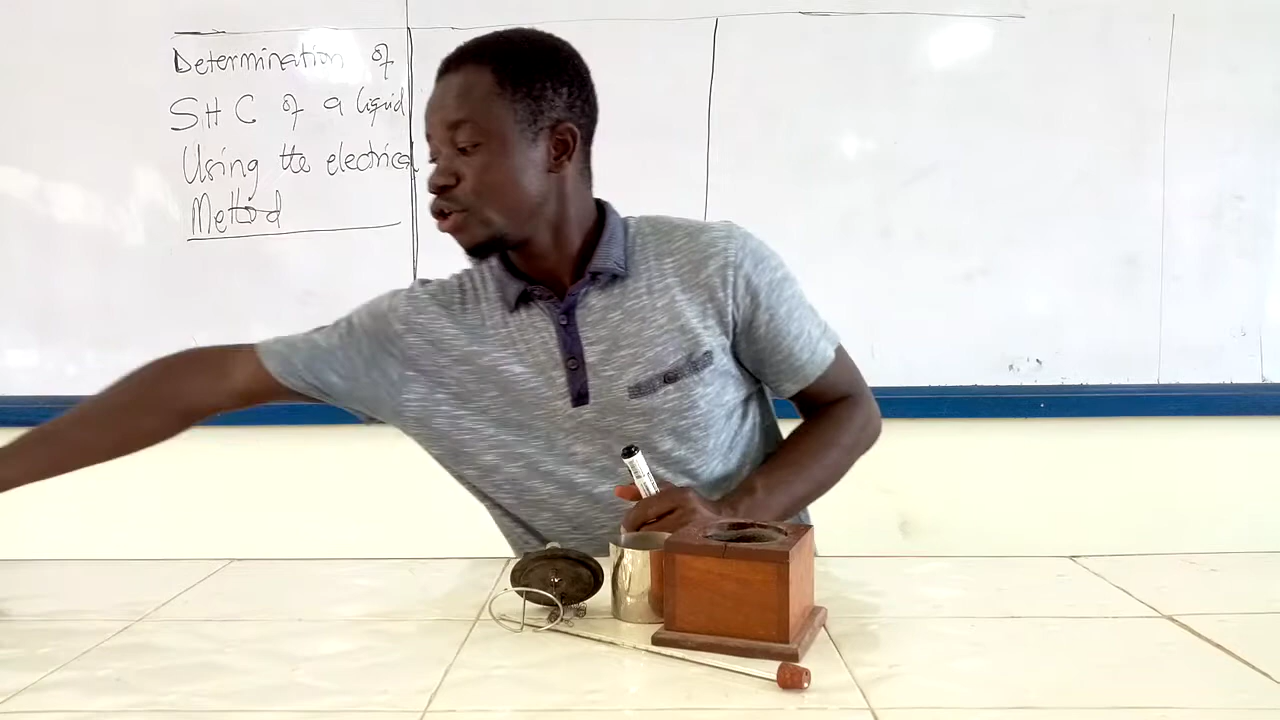 Determination of
SHC of a liquid
Using the electrical
Method